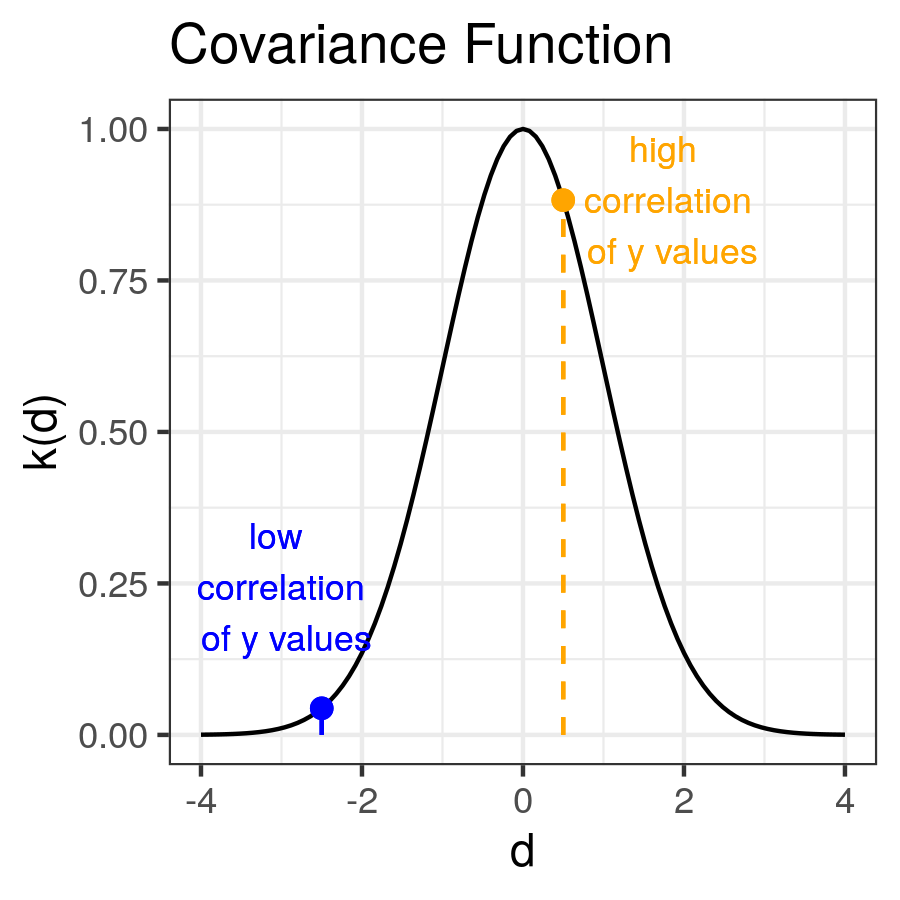 Covariance Function
1.00
0.75
0.50
0.25
0.00
k(d)
high
correlation
of y values
low
correlation
of y values
-4 -2 0 2 4
d